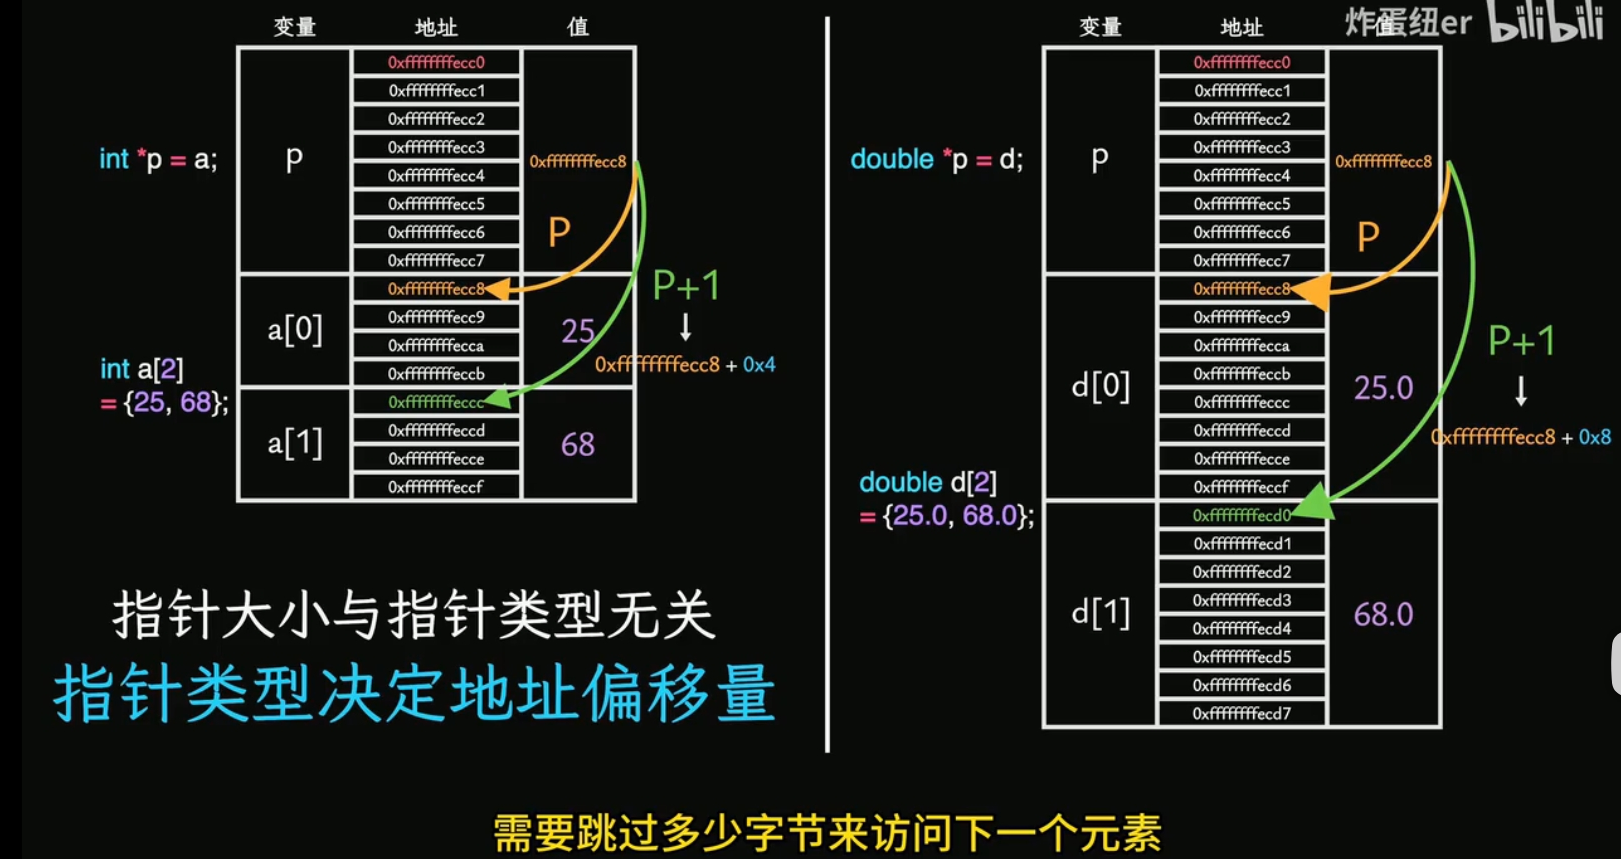 变量 地址 值
0xffffffffecc0
0xffffffffecc1
0xffffffffecc2
0xffffffffecc3
int *p = a; p 0xffffffffecc8
0xffffffffecc4
0xffffffffecc5
0xffffffffecc6
P
0xffffffffecc7
0xffffffffecc8
P+1
0xffffffffecc9
a[0] 25
0xffffffffecca
0xffffffffecc8 + 0x4
0xffffffffeccb
int a[2]
= {25, 68};
0xffffffffeccc
0xffffffffeccd
a[1] 68
0xffffffffecce
0xffffffffeccf
指针大小与指针类型无关
指针类型决定地址偏移量
炸蛋纽er bilibili
变量 地址 值
0xffffffffecc0
0xffffffffecc1
0xffffffffecc2
0xffffffffecc3
double *p = d; p 0xffffffffecc8
0xffffffffecc4
0xffffffffecc5
0xffffffffecc6
P
0xffffffffecc7
0xffffffffecc8
0xffffffffecc9
P+1
0xffffffffecca
0xffffffffeccb
d[0] 25.0
0xffffffffeccc
0xffffffffeccd
0xffffffffecc8 + 0x8
0xffffffffecce
0xffffffffeccf
double d[2]
= {25.0, 68.0};
0xffffffffecd0
0xffffffffecd1
0xffffffffecd2
0xffffffffecd3
d[1] 68.0
0xffffffffecd4
0xffffffffecd5
0xffffffffecd6
0xffffffffecd7
需要跳过多少字节来访问下一个元素